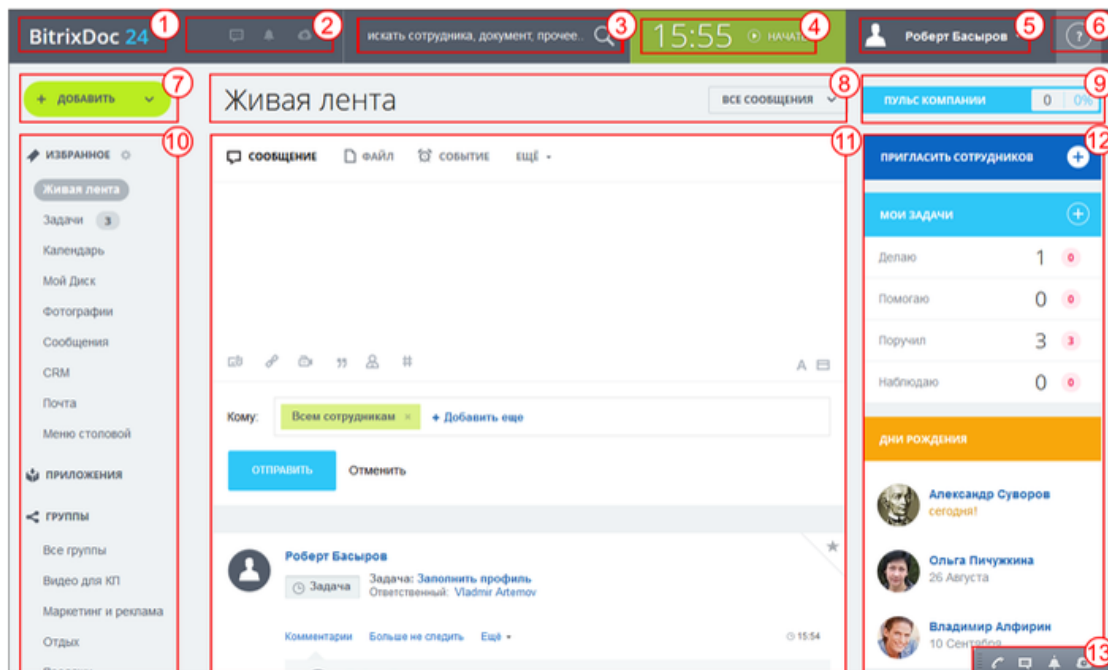 BitrixDoc 24
1
2
искать сотрудника, документ, прочее..
3
15:55
4
Роберт Басыров
5
?
6
+ ДОБАВИТЬ
7
Живая лента
ВСЕ СООБЩЕНИЯ
8
ПУЛЬС КОМПАНИИ 0 0%
9
ИЗБРАННОЕ
10
Живая лента
Задачи 3
Календарь
Мой Диск
Фотографии
Сообщения
CRM
Почта
Меню столовой
ПРИЛОЖЕНИЯ
ГРУППЫ
Все группы
Видео для КП
Маркетинг и реклама
Отдых
СООБЩЕНИЕ ФАЙЛ СОБЫТИЕ ЕЩЁ
11
Кому: Всем сотрудникам × + Добавить еще
ОТПРАВИТЬ Отменить
Роберт Басыров
Задача Задача: Заполнить профиль
Ответственный: Vladmir Artemov
Комментарии Больше не следить Ещё 15:54
12
ПРИГЛАСИТЬ СОТРУДНИКОВ +
МОИ ЗАДАЧИ +
Делаю 1 0
Помогаю 0 0
Поручил 3 3
Наблюдаю 0 0
ДНИ РОЖДЕНИЯ
Александр Суворов
сегодня!
Ольга Пичужкина
26 Августа
Владимир Алфирин
10 Сентября
13